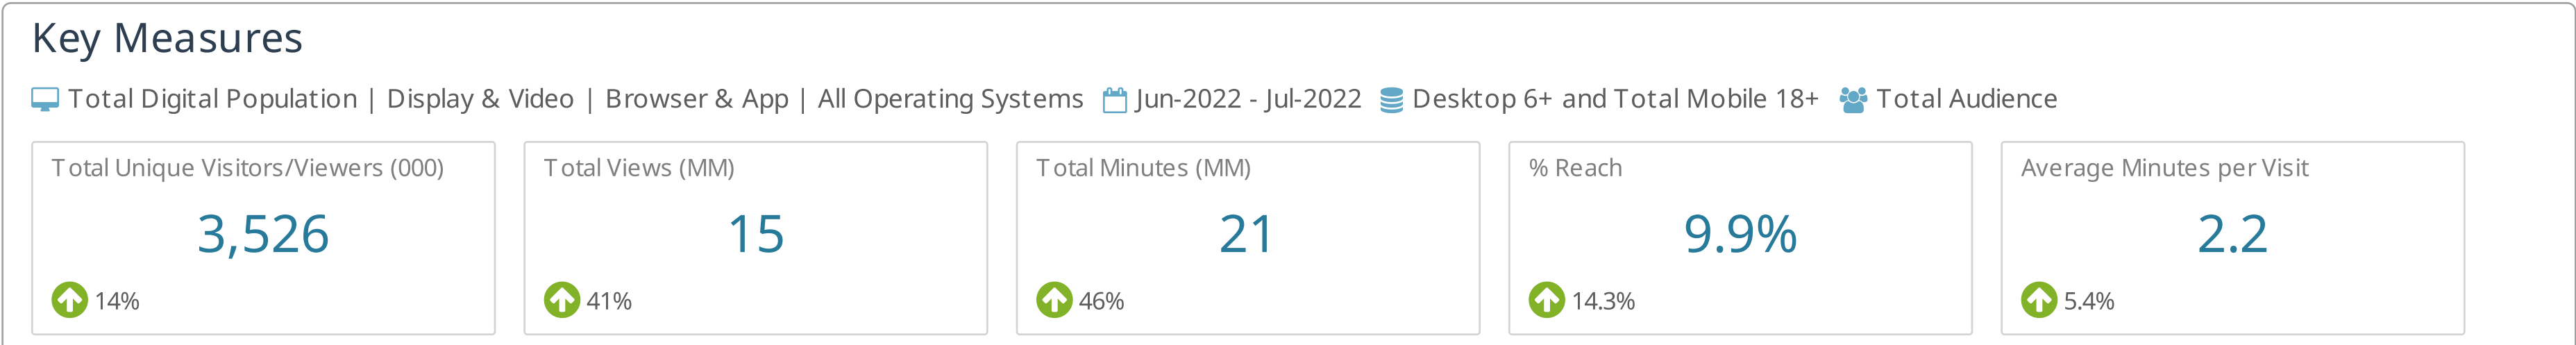 Key Measures
Total Digital Population | Display & Video | Browser & App | All Operating Systems Jun-2022 - Jul-2022 Desktop 6+ and Total Mobile 18+ Total Audience
Total Unique Visitors/Viewers (000) Total Views (MM) Total Minutes (MM) % Reach Average Minutes per Visit
3,526 15 21 9.9% 2.2
14% 41% 46% 14.3% 5.4%